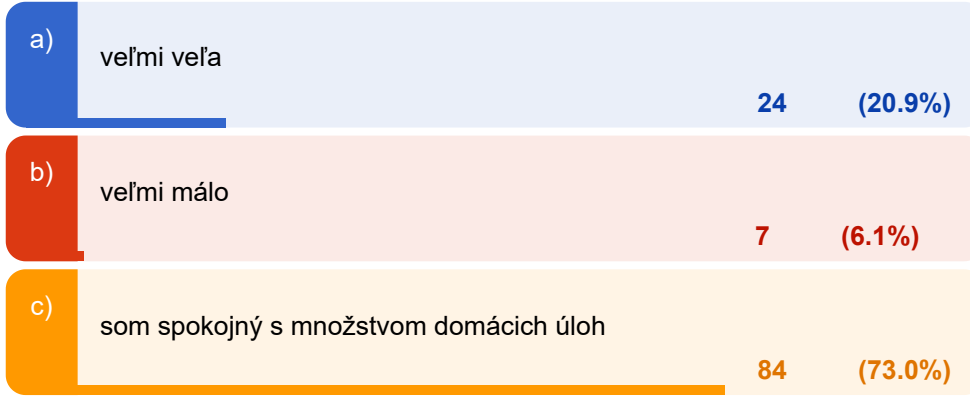 a)
veľmi veľa
24 (20.9%)
b)
veľmi málo
7 (6.1%)
c)
som spokojný s množstvom domácich úloh
84 (73.0%)